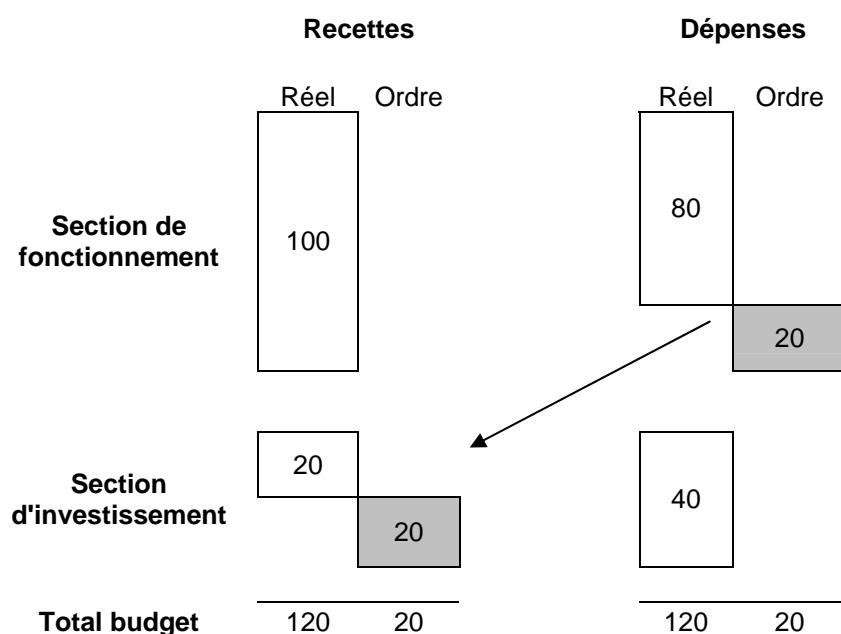 Recettes Dépenses
Réel Ordre Réel Ordre
80
Section de
100
fonctionnement
20
20
40
Section
d'investissement
20
Total budget 120 20 120 20